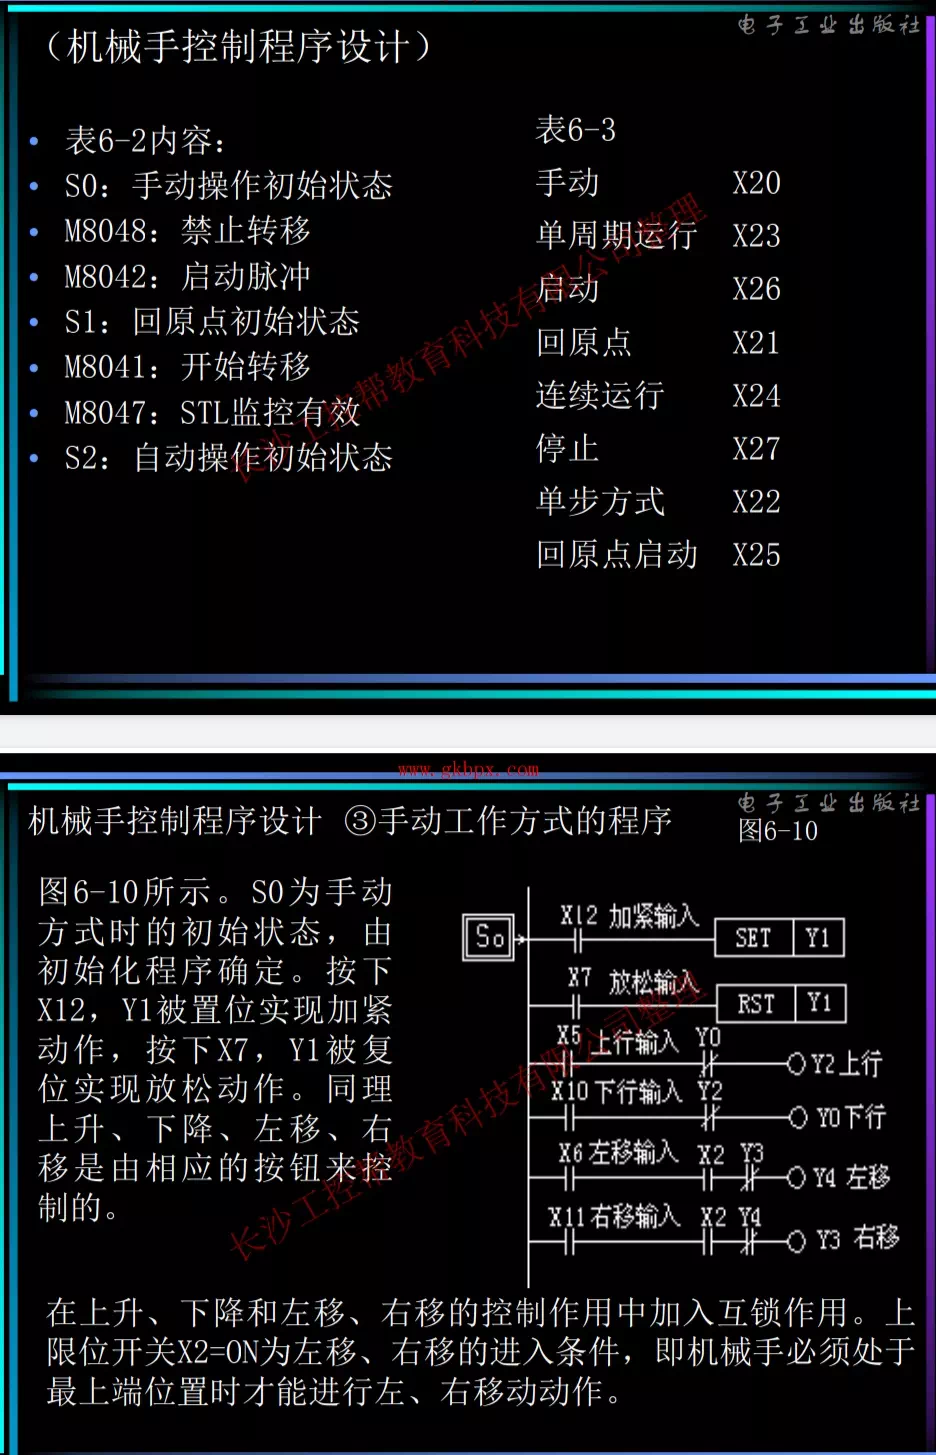 电子工业出版社
（机械手控制程序设计）
• 表6-2内容：
• S0：手动操作初始状态
• M8048：禁止转移
• M8042：启动脉冲
• S1：回原点初始状态
• M8041：开始转移
• M8047：STL监控有效
• S2：自动操作初始状态
表6-3
手动 X20
单周期运行 X23
启动 X26
回原点 X21
连续运行 X24
停止 X27
单步方式 X22
回原点启动 X25
长沙工控帮教育科技有限公司整理
www.gkbpx.com
电子工业出版社
机械手控制程序设计 ③手动工作方式的程序
图6-10
图6-10所示。S0为手动
方式时的初始状态，由
初始化程序确定。按下
X12，Y1被置位实现加紧
动作，按下X7，Y1被复
位实现放松动作。同理
上升、下降、左移、右
移是由相应的按钮来控
制的。
So
X12 加紧输入
SET Y1
X7 放松输入
RST Y1
X5 上行输入 Y0
Y2上行
X10 下行输入 Y2
Y0下行
X6 左移输入 X2 Y3
Y4 左移
X11右移输入 X2 Y4
Y3 右移
长沙工控帮教育科技有限公司整理
在上升、下降和左移、右移的控制作用中加入互锁作用。上
限位开关X2=ON为左移、右移的进入条件，即机械手必须处于
最上端位置时才能进行左、右移动动作。